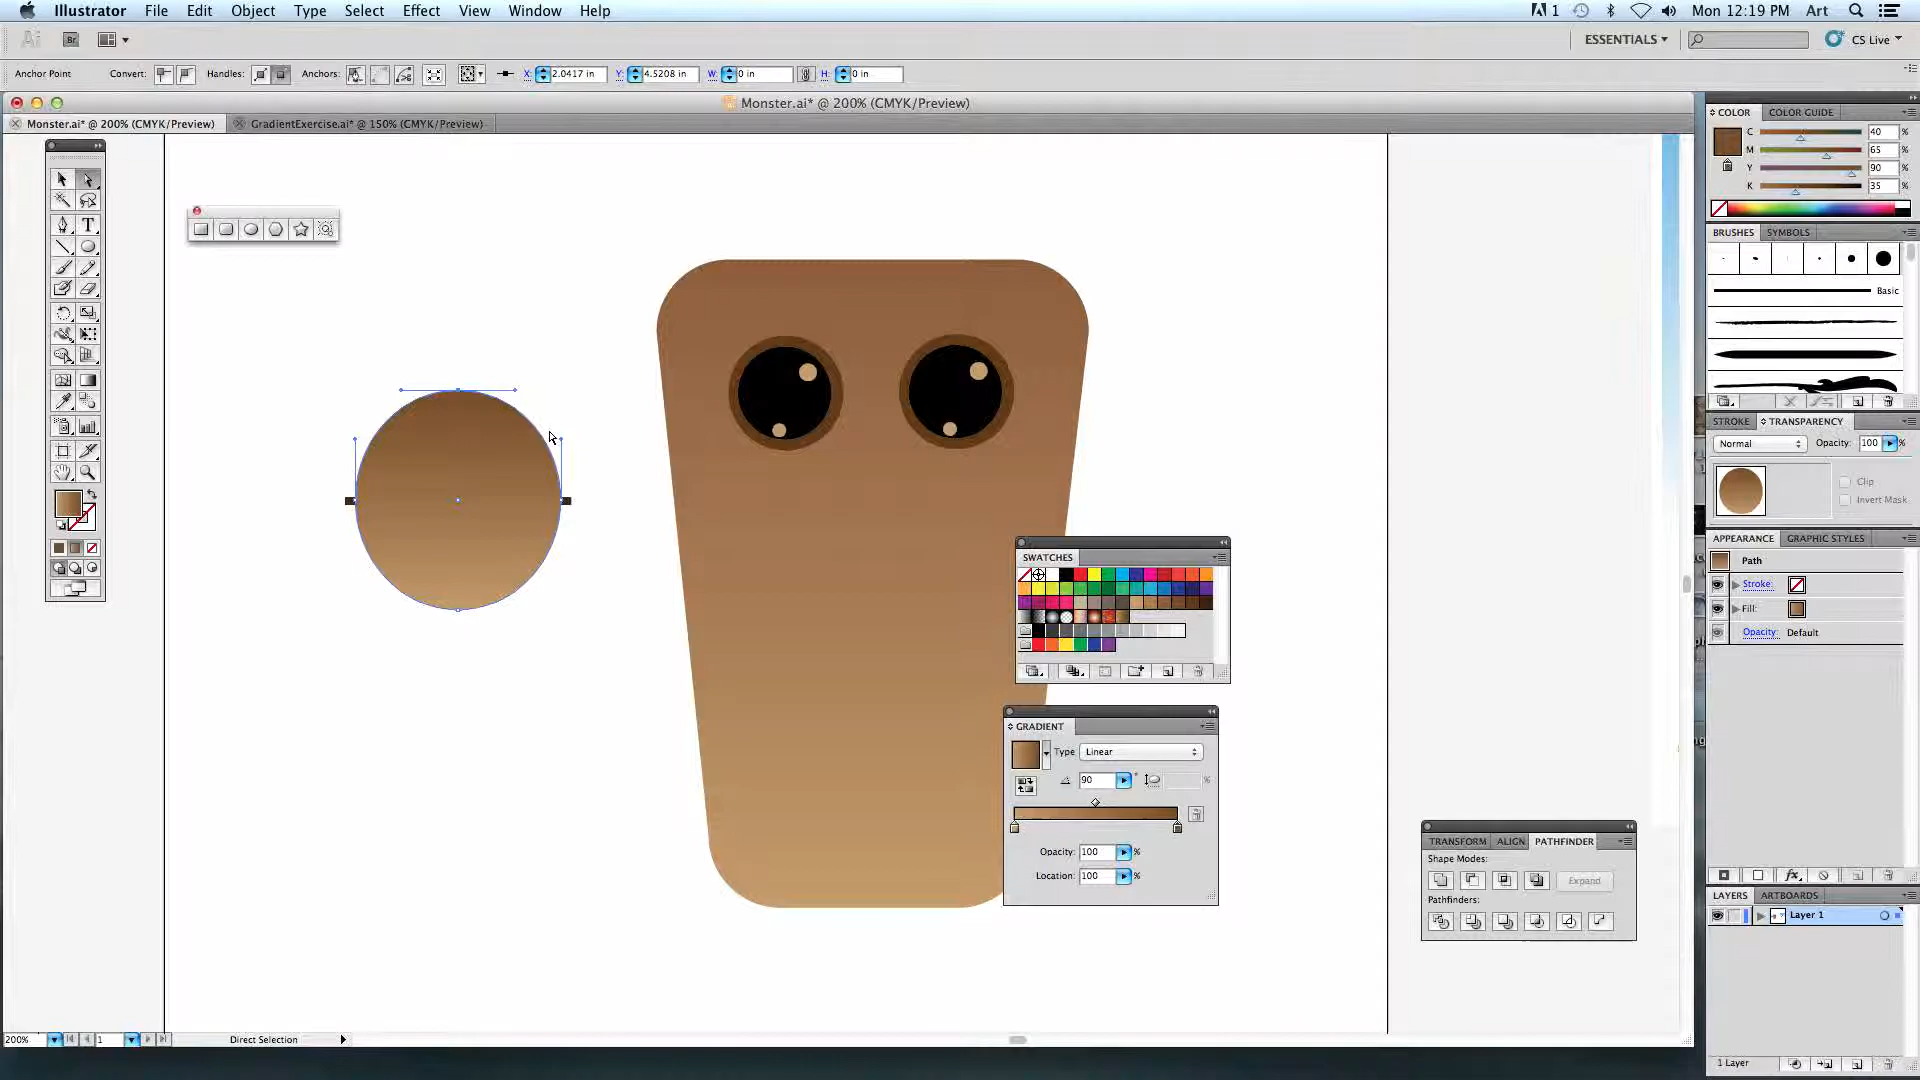 Illustrator File Edit Object Type Select Effect View Window Help
1 Mon 12:19 PM Art
Ai Br ESSENTIALS CS Live
Anchor Point Convert: Handles: Anchors: X: 2.0417 in Y: 4.5208 in W: 0 in H: 0 in
Monster.ai* @ 200% (CMYK/Preview)
Monster.ai* @ 200% (CMYK/Preview) GradientExercise.ai* @ 150% (CMYK/Preview)
T
COLOR COLOR GUIDE
C 40 %
M 65 %
Y 90 %
K 35 %
BRUSHES SYMBOLS
Basic
STROKE TRANSPARENCY
Normal Opacity: 100 %
Clip
Invert Mask
APPEARANCE GRAPHIC STYLES
Path
Stroke:
Fill:
Opacity: Default
SWATCHES
GRADIENT
Type Linear
90 ° %
Opacity: 100 %
Location: 100 %
TRANSFORM ALIGN PATHFINDER
Shape Modes:
Expand
Pathfinders:
LAYERS ARTBOARDS
Layer 1
1 Layer
200% 1 Direct Selection